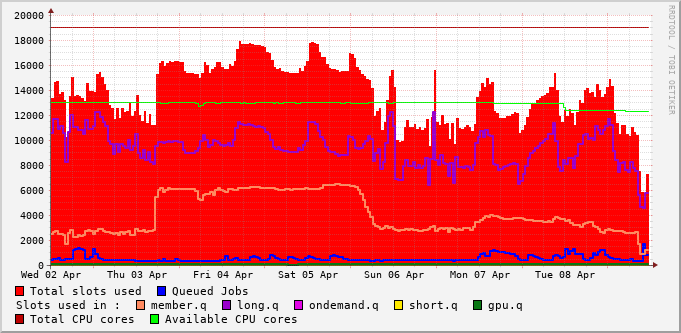 20000
18000
16000
14000
12000
10000
8000
6000
4000
2000
0
Wed 02 Apr Thu 03 Apr Fri 04 Apr Sat 05 Apr Sun 06 Apr Mon 07 Apr Tue 08 Apr
Total slots used Queued Jobs
Slots used in : member.q long.q ondemand.q short.q gpu.q
Total CPU cores Available CPU cores
RRDTOOL / TOBI OETIKER